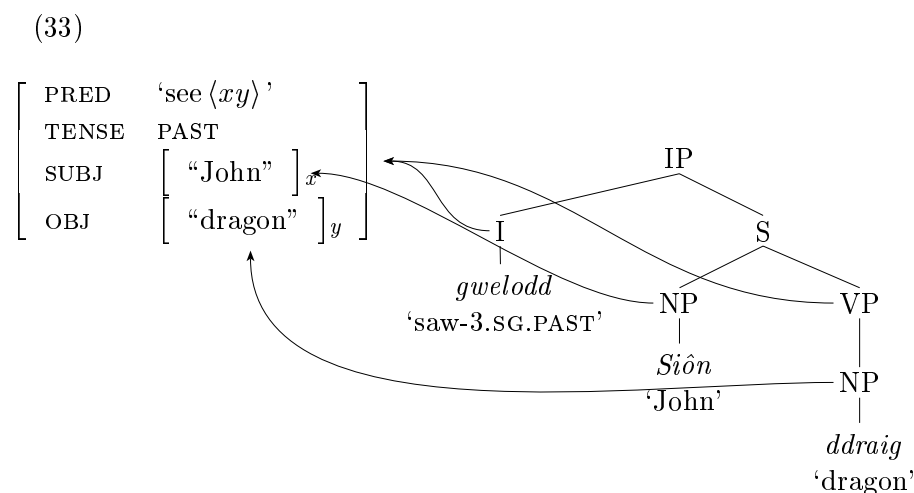 (33)
PRED ‘see ⟨xy⟩’
TENSE PAST
SUBJ [ “John” ]x
OBJ [ “dragon” ]y
IP
I S
gwelodd
‘saw-3.SG.PAST’
NP VP
Siôn
‘John’
NP
ddraig
‘dragon’